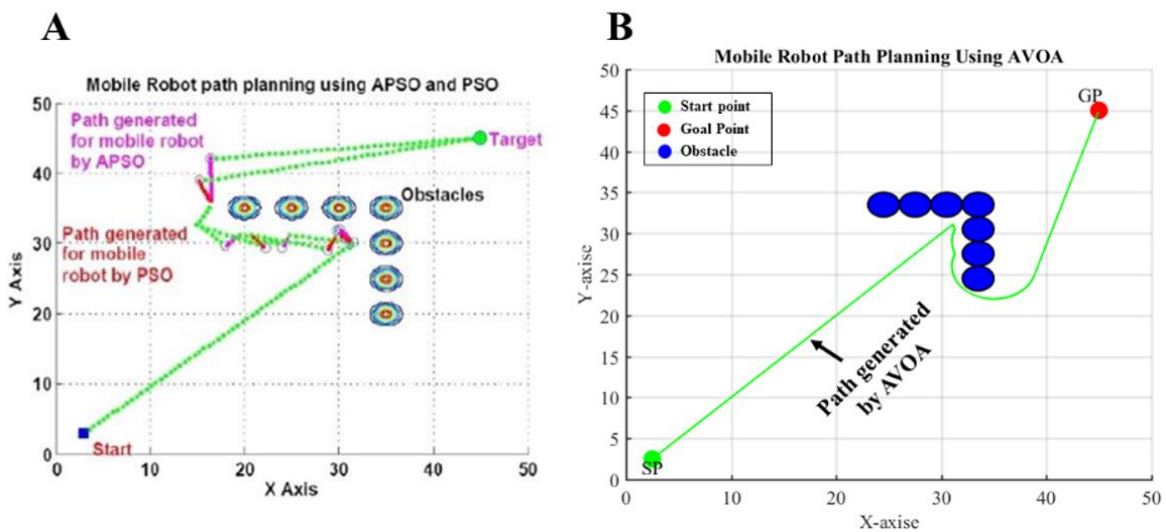 A
Mobile Robot path planning using APSO and PSO
50
40
30
20
10
0
Y Axis
Path generated
for mobile robot
by APSO
Target
Obstacles
Path generated
for mobile
robot by PSO
Start
0 10 20 30 40 50
X Axis
B
Mobile Robot Path Planning Using AVOA
50
45
40
35
30
25
20
15
10
5
0
Y-axise
Start point
Goal Point
Obstacle
GP
Path generated
by AVOA
SP
0 10 20 30 40 50
X-axise